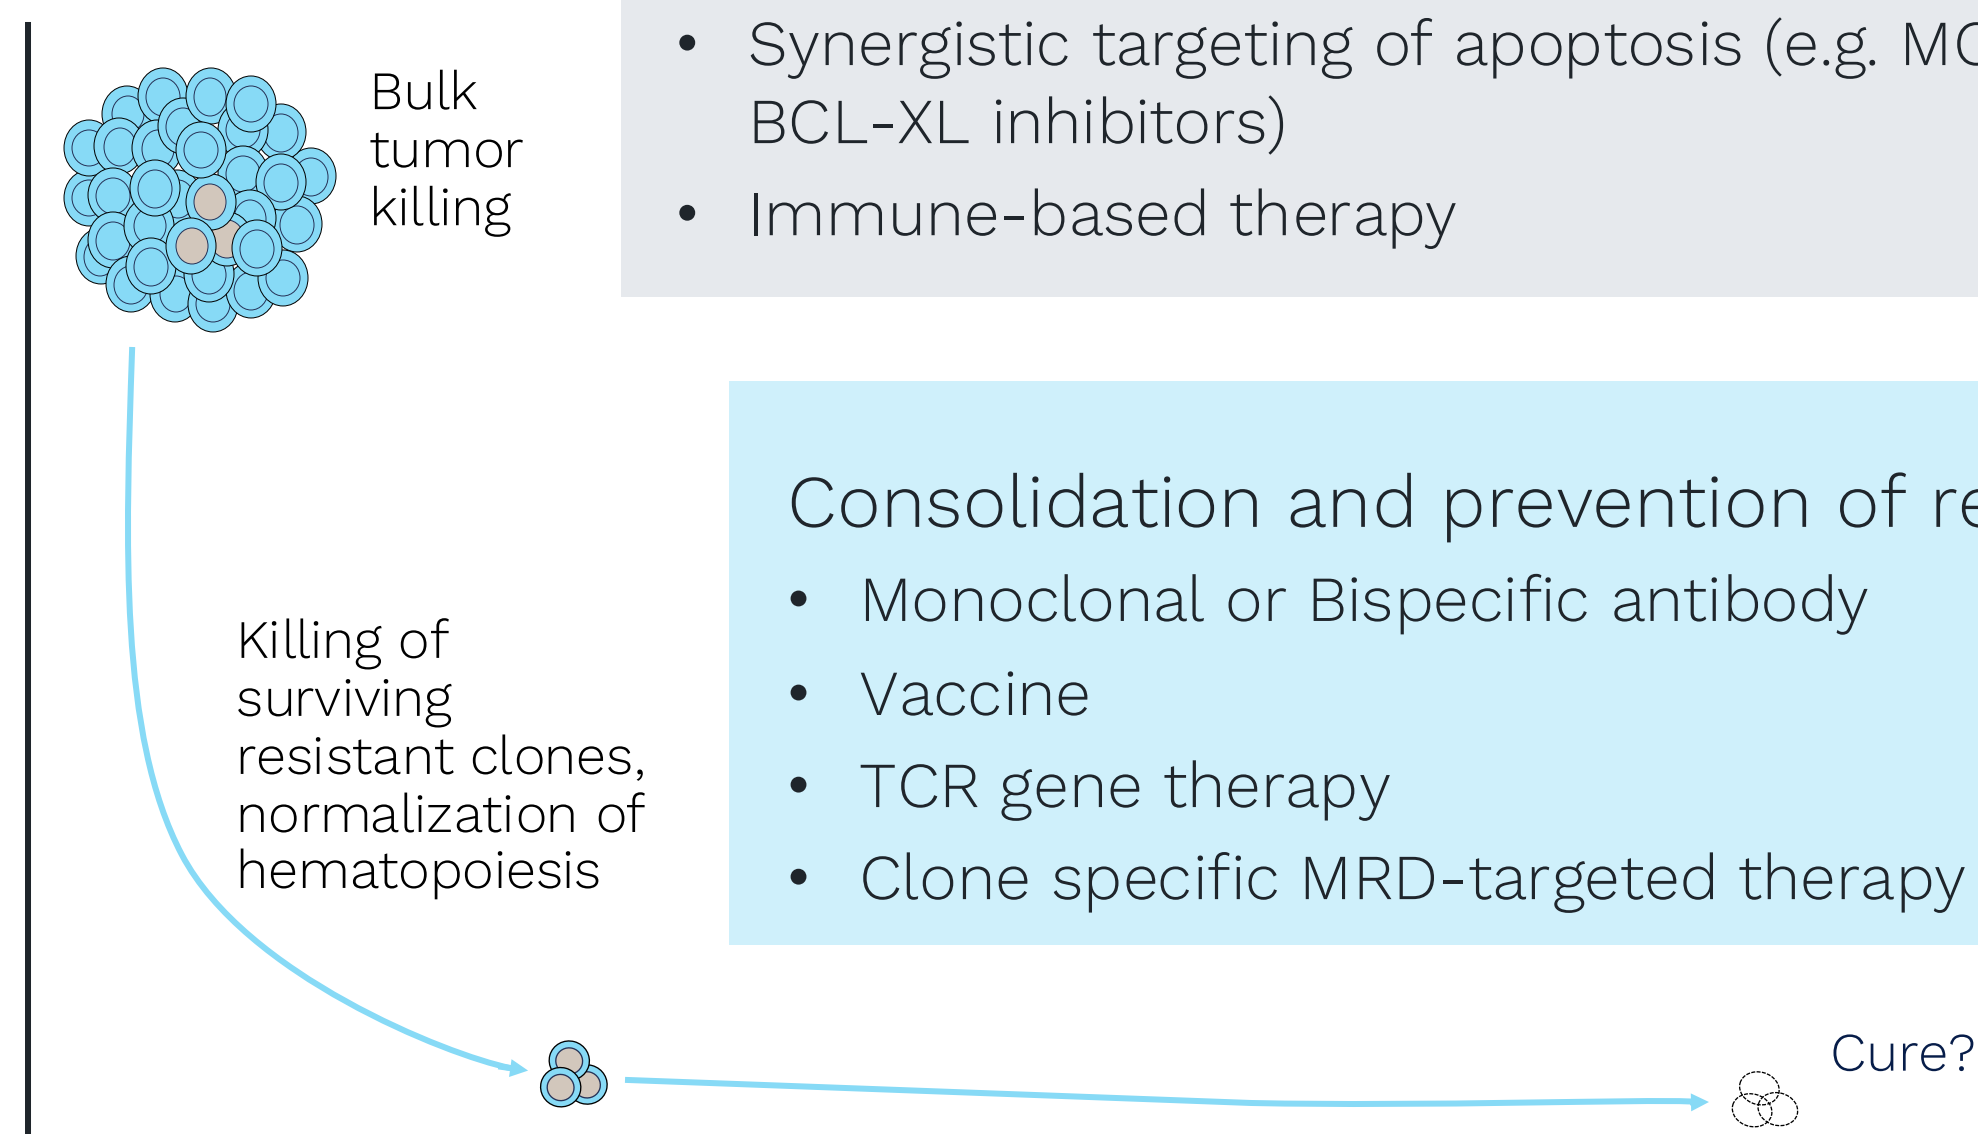 Bulk
tumor
killing
• Synergistic targeting of apoptosis (e.g.
BCL-XL inhibitors)
• Immune-based therapy
Consolidation and prevention of
• Monoclonal or Bispecific antibody
• Vaccine
• TCR gene therapy
• Clone specific MRD-targeted therapy
Killing of
surviving
resistant clones,
normalization of
hematopoiesis
Cure?